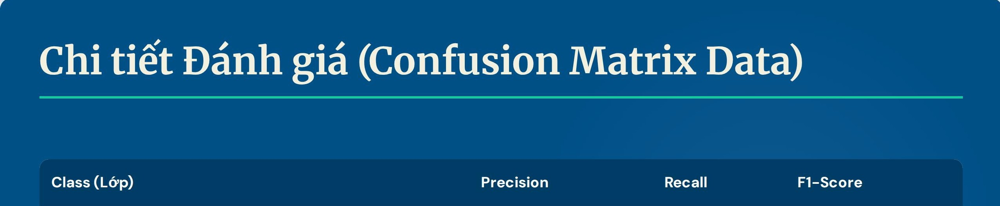 Chi tiết Đánh giá (Confusion Matrix Data)
Class (Lớp) Precision Recall F1-Score